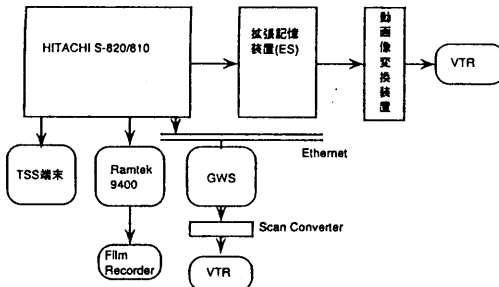 HITACHI S-820/810
拡張記憶
装置(ES)
動画像変換装置
VTR
Ethernet
TSS端末
Ramtek
9400
GWS
Scan Converter
Film
Recorder
VTR